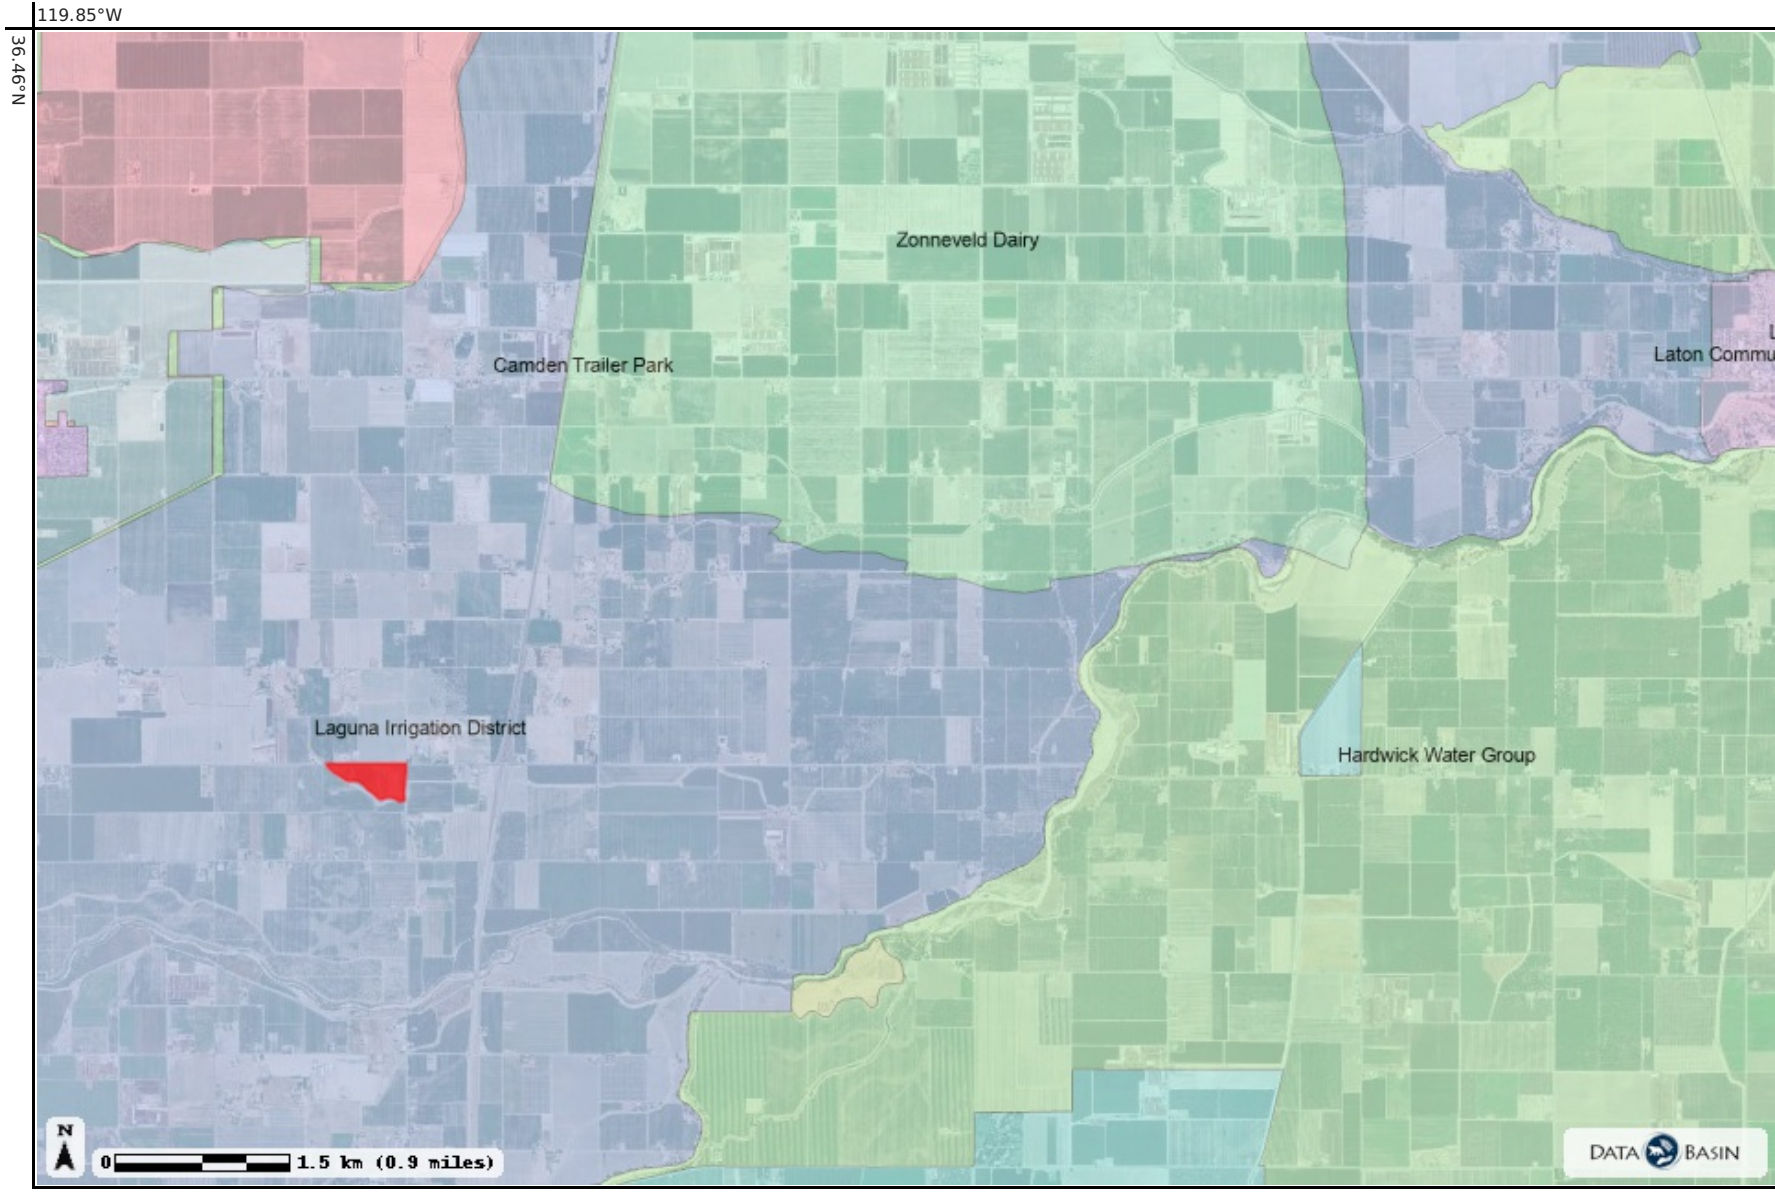 119.85°W
36.46°N
Zonneveld Dairy
Camden Trailer Park
L
Laton Commu
Laguna Irrigation District
Hardwick Water Group
N
0 1.5 km (0.9 miles)
DATA BASIN